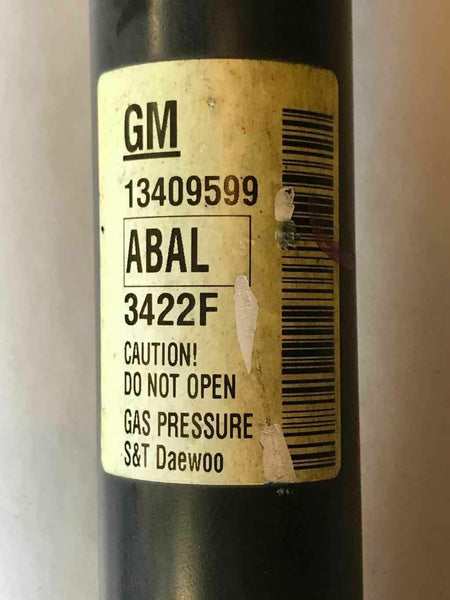 GM
13409599
ABAL
3422F
CAUTION!
DO NOT OPEN
GAS PRESSURE
S&T Daewoo